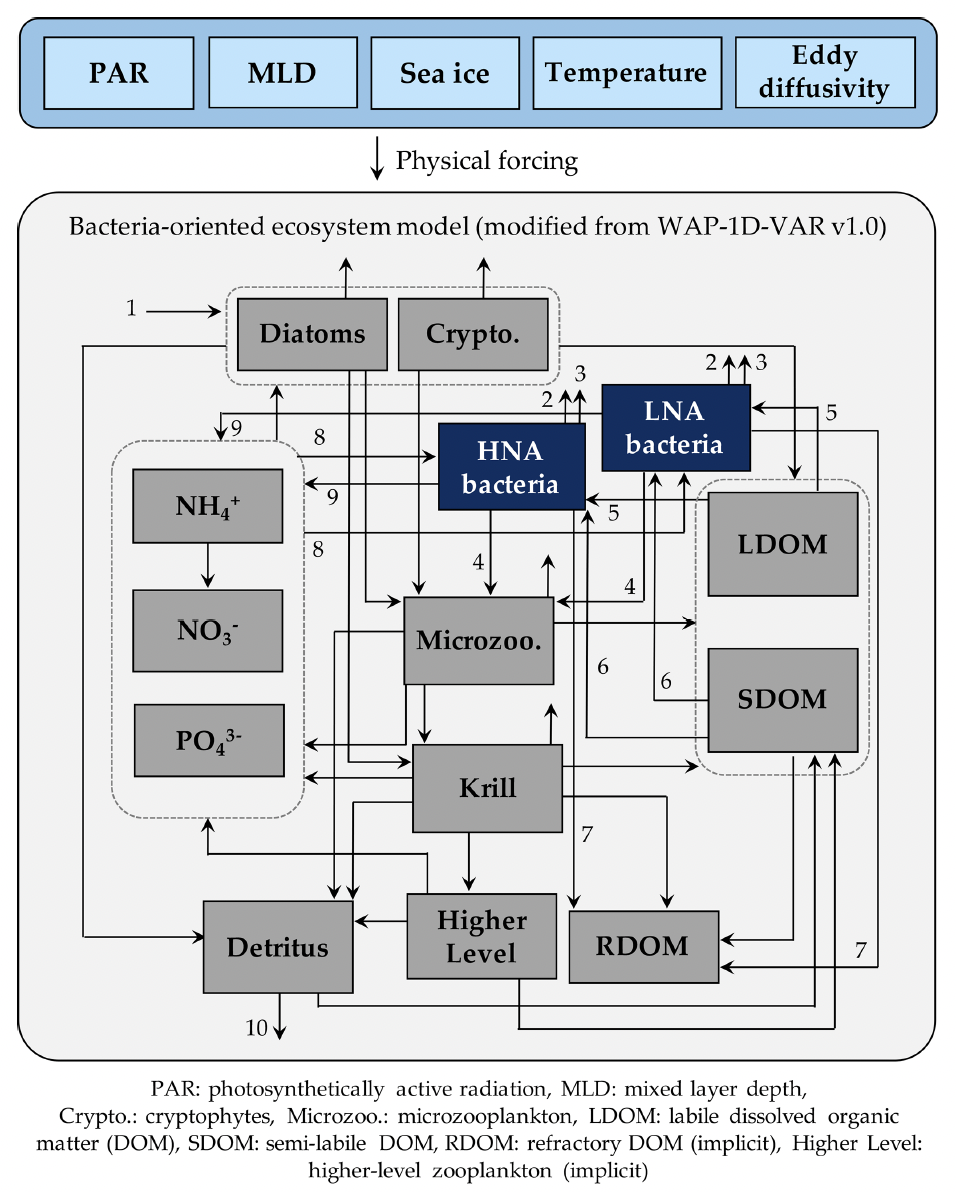 PAR
MLD
Sea ice
Temperature
Eddy
diffusivity
Physical forcing
Bacteria-oriented ecosystem model (modified from WAP-1D-VAR v1.0)
1
Diatoms
Crypto.
2
3
2
3
LNA
bacteria
5
9
8
HNA
bacteria
9
5
8
NH₄⁺
LDOM
4
4
NO₃⁻
Microzoo.
6
6
SDOM
PO₄³⁻
Krill
7
Higher
Level
Detritus
RDOM
7
10
PAR: photosynthetically active radiation, MLD: mixed layer depth,
Crypto.: cryptophytes, Microzoo.: microzooplankton, LDOM: labile dissolved organic
matter (DOM), SDOM: semi-labile DOM, RDOM: refractory DOM (implicit), Higher Level:
higher-level zooplankton (implicit)